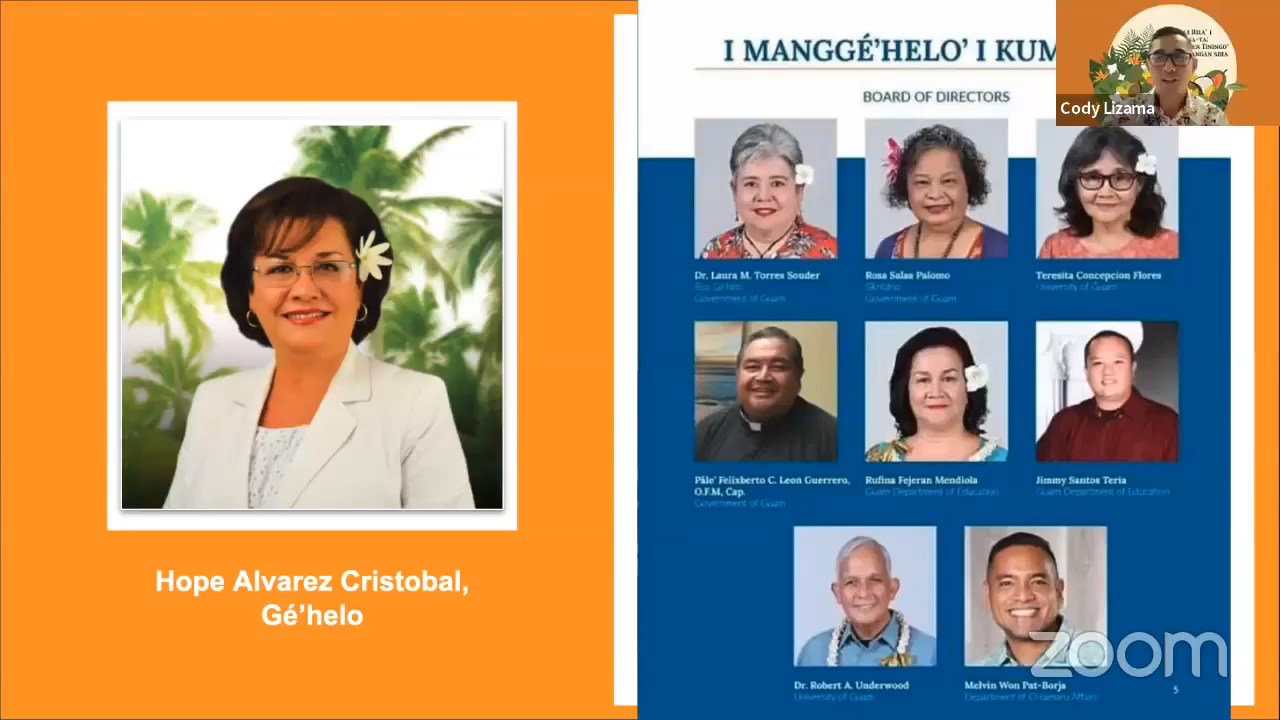 Hope Alvarez Cristobal,
Gé’helo
I MANGGÉ’HELO’ I KUM
BOARD OF DIRECTORS
Dr. Laura M. Torres Souder
Government of Guam
Rosa Salas Palomo
Government of Guam
Teresita Concepcion Flores
University of Guam
Påle’ Felixberto C. Leon Guerrero,
O.F.M, Cap.
Government of Guam
Rufina Fejeran Mendiola
Guam Department of Education
Jimmy Santos Teria
Guam Department of Education
Dr. Robert A. Underwood
University of Guam
Melvin Won Pat-Borja
Department of CHamoru Affairs
5
Cody Lizama
zoom